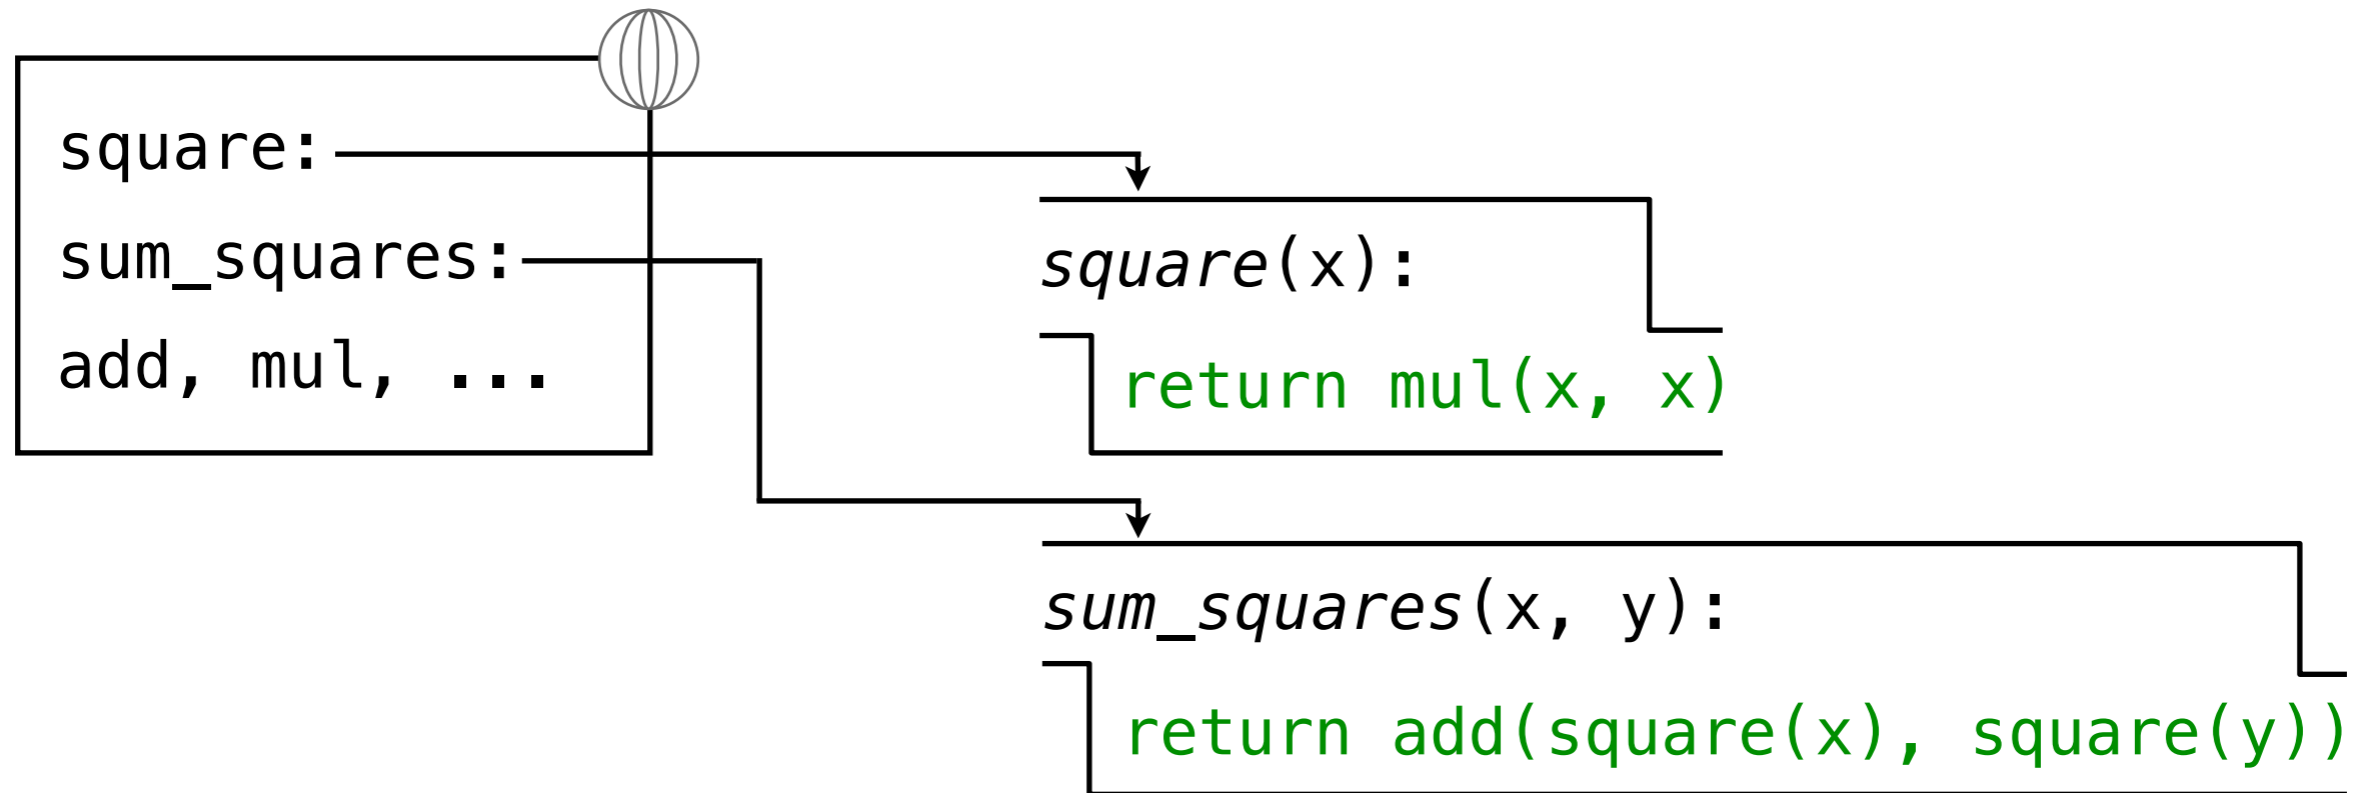 square:
sum_squares:
add, mul, ...
square(x):
return mul(x, x)
sum_squares(x, y):
return add(square(x), square(y))